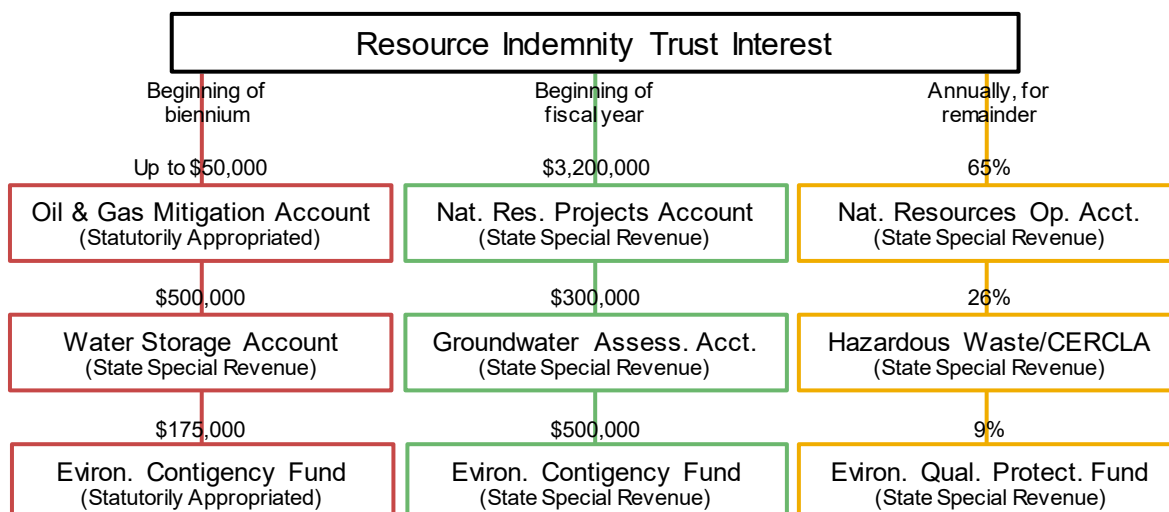 Resource Indemnity Trust Interest
Beginning of
biennium
Beginning of
fiscal year
Annually, for
remainder
Up to $50,000
$3,200,000
65%
Oil & Gas Mitigation Account
(Statutorily Appropriated)
Nat. Res. Projects Account
(State Special Revenue)
Nat. Resources Op. Acct.
(State Special Revenue)
$500,000
$300,000
26%
Water Storage Account
(State Special Revenue)
Groundwater Assess. Acct.
(State Special Revenue)
Hazardous Waste/CERCLA
(State Special Revenue)
$175,000
$500,000
9%
Eviron. Contigency Fund
(Statutorily Appropriated)
Eviron. Contigency Fund
(State Special Revenue)
Eviron. Qual. Protect. Fund
(State Special Revenue)